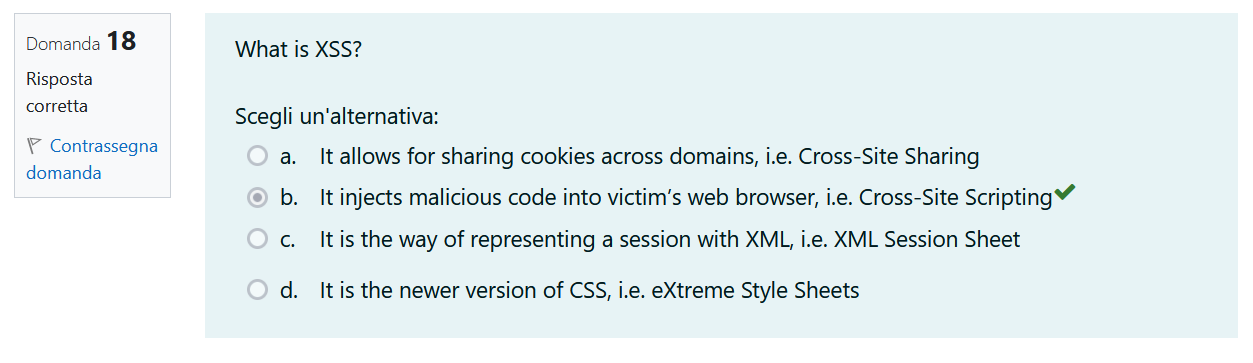 Domanda 18
Risposta
corretta
Contrassegna
domanda
What is XSS?
Scegli un'alternativa:
a. It allows for sharing cookies across domains, i.e. Cross-Site Sharing
b. It injects malicious code into victim’s web browser, i.e. Cross-Site Scripting
c. It is the way of representing a session with XML, i.e. XML Session Sheet
d. It is the newer version of CSS, i.e. eXtreme Style Sheets